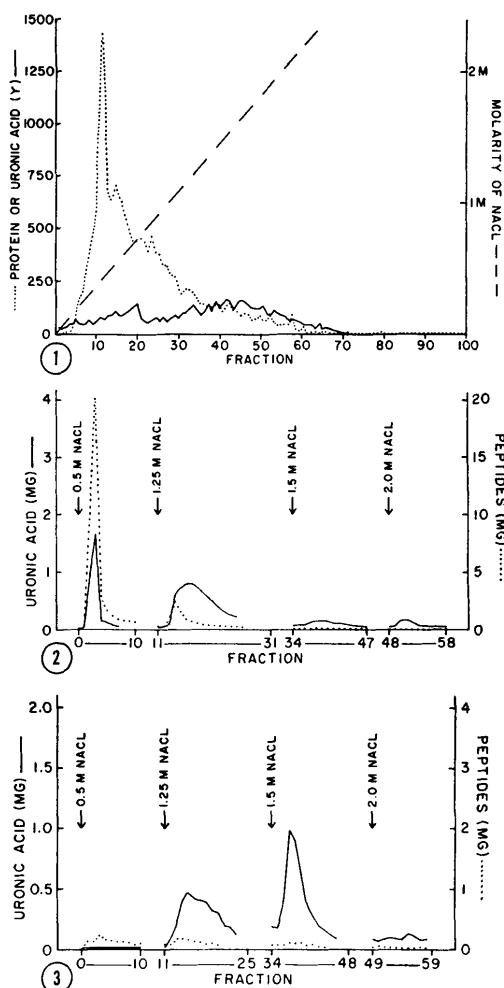 1500
1250
1000
750
500
250
0
PROTEIN OR URONIC ACID (γ)
2M
1M
MOLARITY OF NACL
10 20 30 40 50 60 70 80 90 100
FRACTION
1
4
3
2
1
0
URONIC ACID (MG)
0.5 M NACL
1.25 M NACL
1.5 M NACL
2.0 M NACL
20
15
10
5
0
PEPTIDES (MG)
0 10 11 31 34 47 48 58
FRACTION
2
2.0
1.5
1.0
0.5
0
URONIC ACID (MG)
0.5 M NACL
1.25 M NACL
1.5 M NACL
2.0 M NACL
4
3
2
1
0
PEPTIDES (MG)
0 10 11 25 34 48 49 59
FRACTION
3